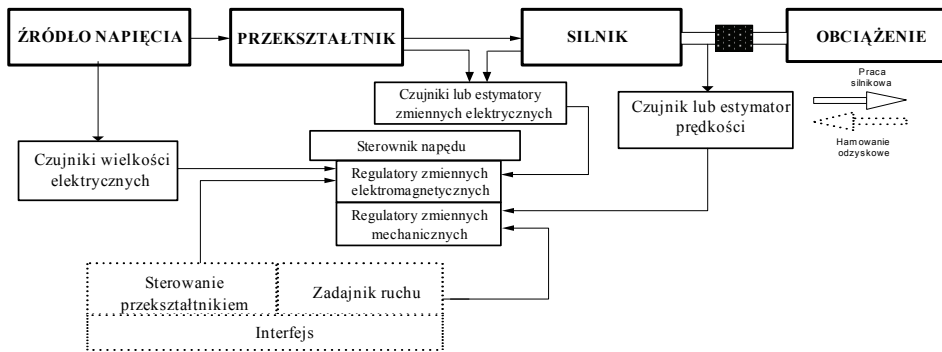 ŹRÓDŁO NAPIĘCIA
PRZEKSZTAŁTNIK
SILNIK
OBCIĄŻENIE
Praca
silnikowa
Hamowanie
odzyskowe
Czujniki lub estymatory
zmiennych elektrycznych
Czujnik lub estymator
prędkości
Czujniki wielkości
elektrycznych
Sterownik napędu
Regulatory zmiennych
elektromagnetycznych
Regulatory zmiennych
mechanicznych
Sterowanie
przekształtnikiem
Zadajnik ruchu
Interfejs